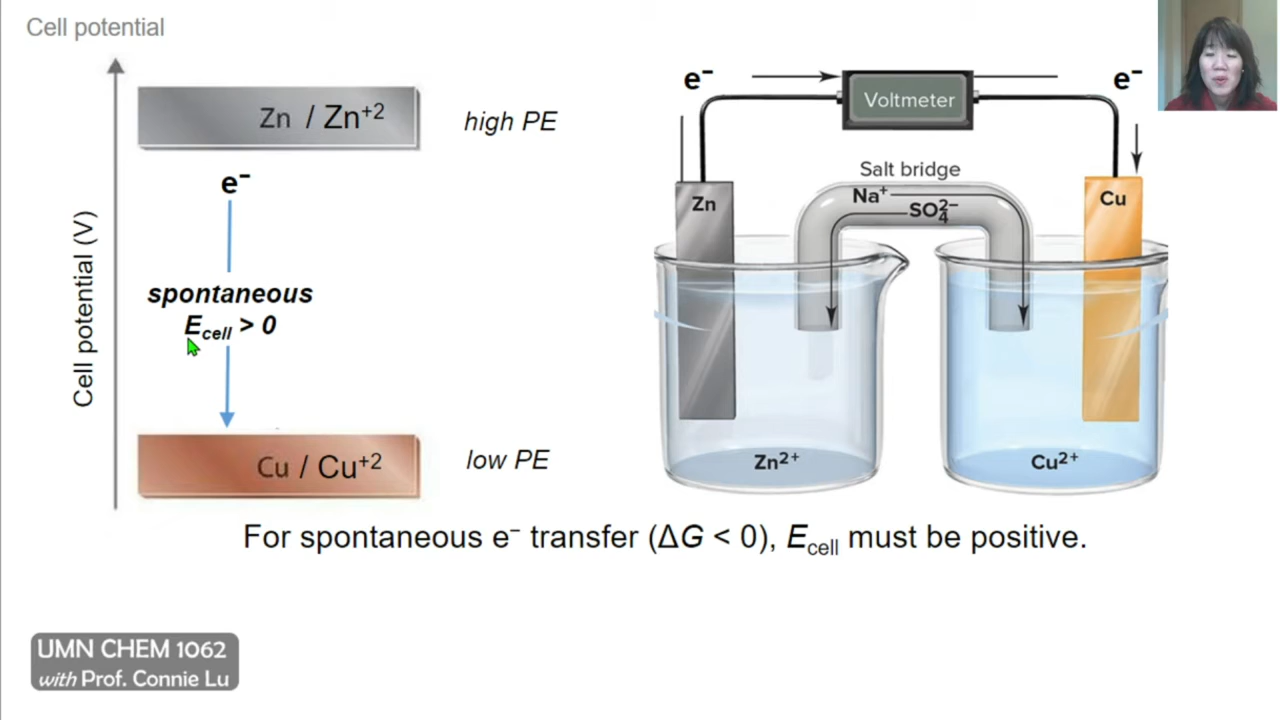 Cell potential
Cell potential (V)
Zn / Zn⁺²
high PE
e⁻
spontaneous
E_cell > 0
Cu / Cu⁺²
low PE
e⁻
Voltmeter
e⁻
Salt bridge
Na⁺
SO₄²⁻
Zn
Cu
Zn²⁺
Cu²⁺
For spontaneous e⁻ transfer (ΔG < 0), E_cell must be positive.
UMN CHEM 1062
with Prof. Connie Lu